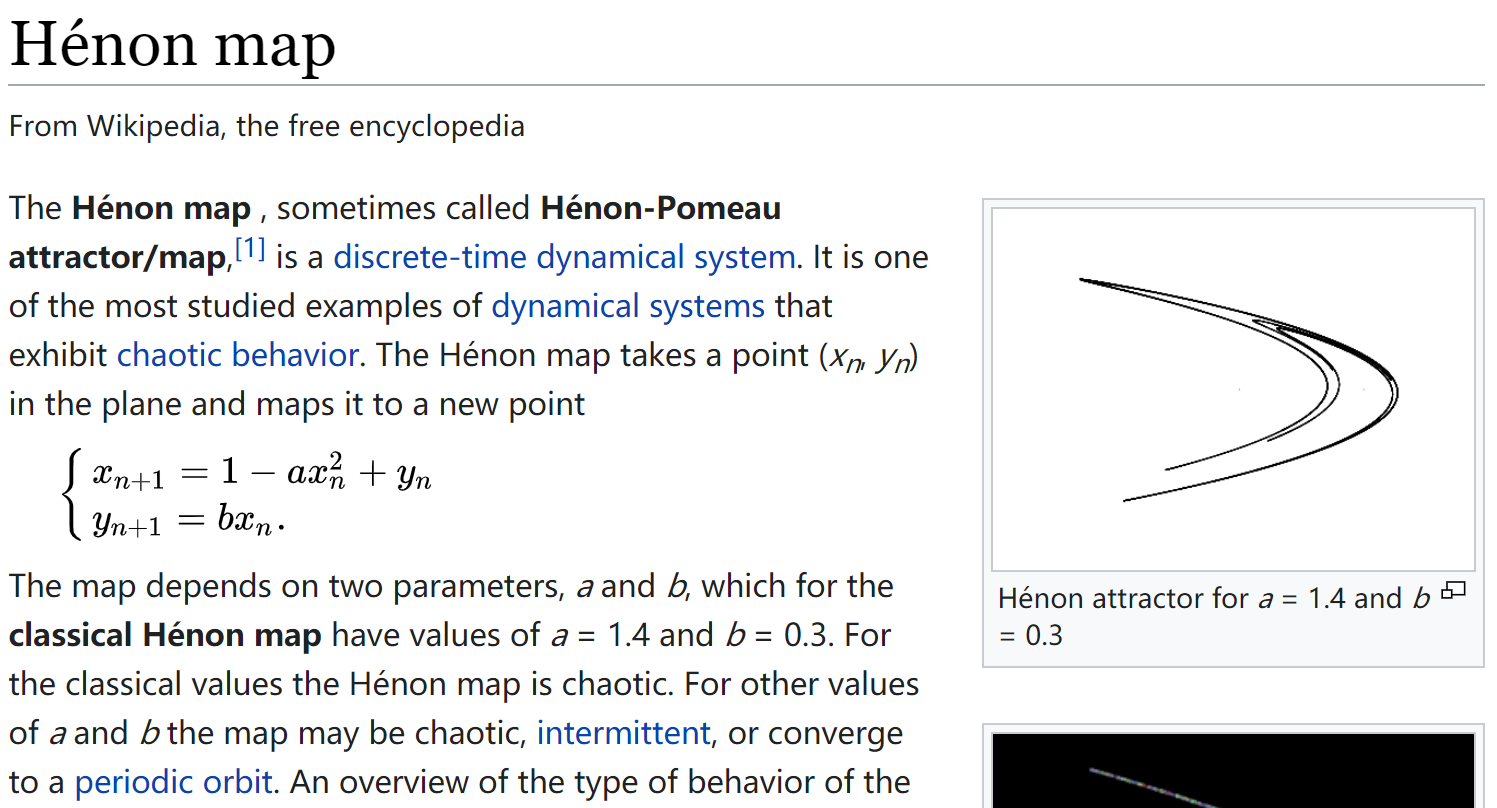 Hénon map
From Wikipedia, the free encyclopedia
The Hénon map , sometimes called Hénon-Pomeau
attractor/map,[1] is a discrete-time dynamical system. It is one
of the most studied examples of dynamical systems that
exhibit chaotic behavior. The Hénon map takes a point (xₙ, yₙ)
in the plane and maps it to a new point
{ xₙ₊₁ = 1 − axₙ² + yₙ
yₙ₊₁ = bxₙ.
The map depends on two parameters, a and b, which for the
classical Hénon map have values of a = 1.4 and b = 0.3. For
the classical values the Hénon map is chaotic. For other values
of a and b the map may be chaotic, intermittent, or converge
to a periodic orbit. An overview of the type of behavior of the
Hénon attractor for a = 1.4 and b
= 0.3